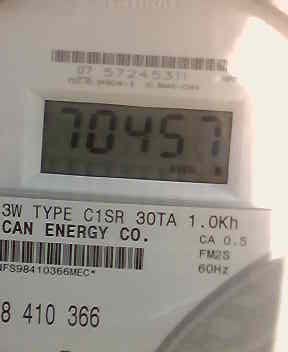 07 57245311
70457
3W TYPE C1SR 30TA 1.0Kh
CAN ENERGY CO.
CA 0.5
FM2S
60Hz
NFS98410366MEC*
8 410 366